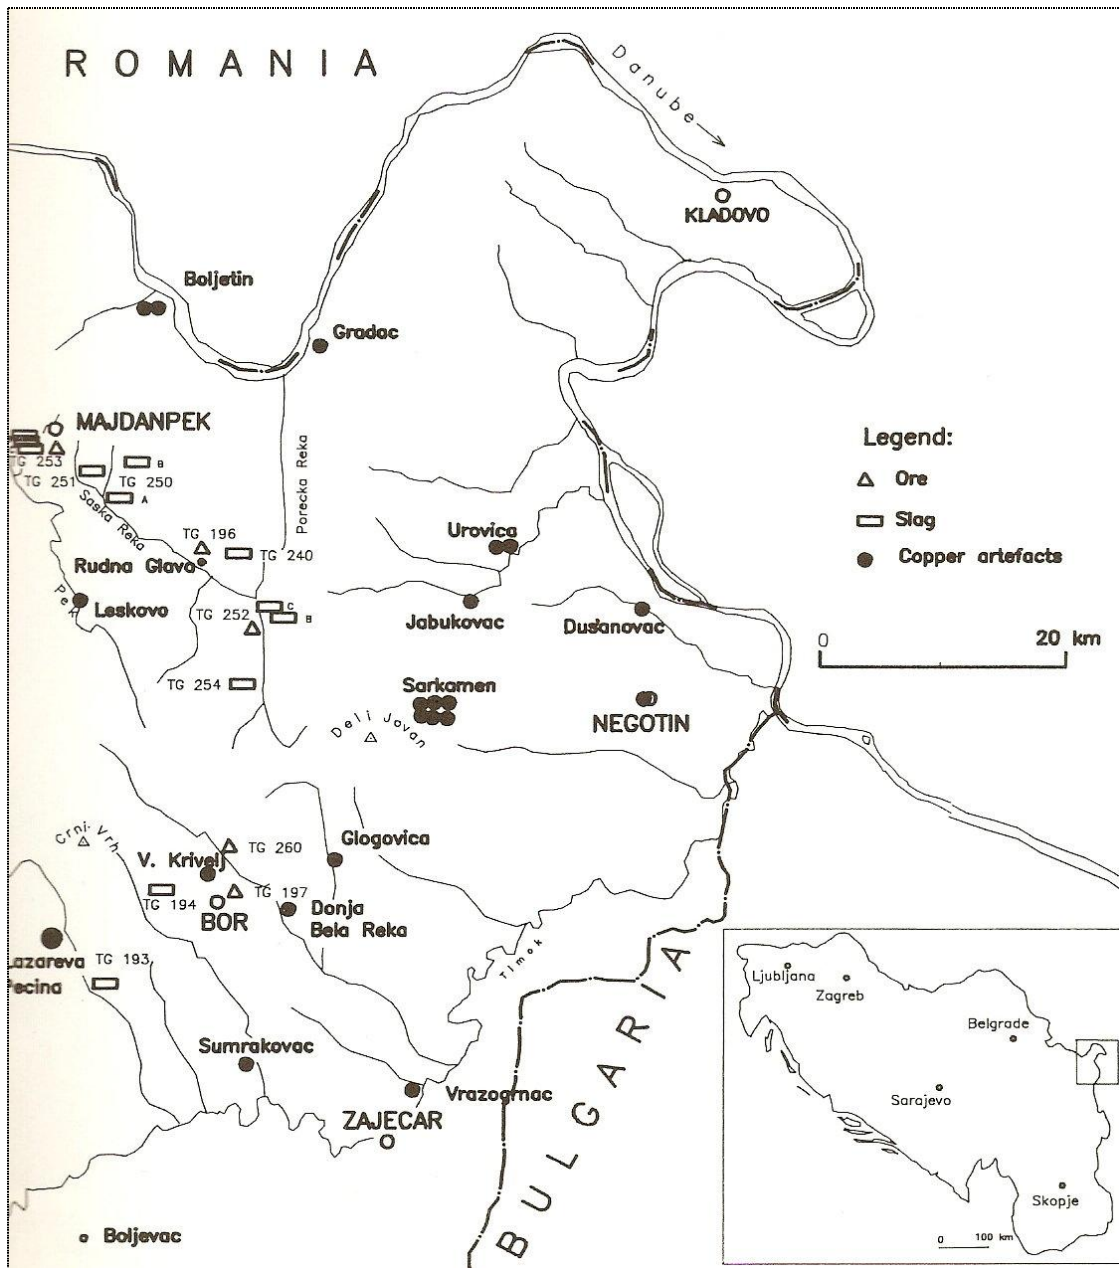 ROMANIA
Danube
KLADOVO
Boljetin
Gradac
MAJDANPEK
TG 253
TG 251
TG 250
B
A
Saska Reka
Porecka Reka
Legend:
Ore
Slag
Copper artefacts
TG 196
TG 240
Rudna Glava
Urovica
Pek
Leskovo
TG 252
C
B
Jabukovac
Dus'anovac
0 20 km
TG 254
Sarkamen
NEGOTIN
Deli Jovan
Crni Vrh
V. Krivelj
TG 260
Glogovica
TG 194
TG 197
BOR
Donja
Bela Reka
Timok
Lazareva
Pecina
TG 193
Sumrakovac
Vrazogrnac
ZAJECAR
Boljevac
BULGARIA
Ljubljana
Zagreb
Belgrade
Sarajevo
Skopje
0 100 km